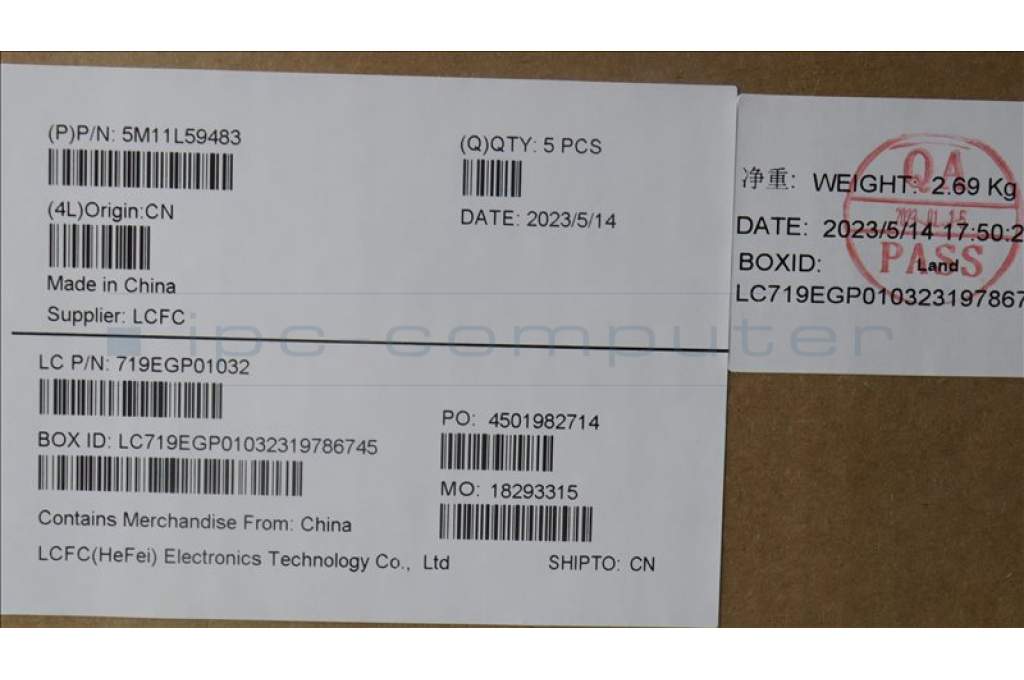 (P)P/N: 5M11L59483
(Q)QTY: 5 PCS
(4L)Origin:CN
DATE: 2023/5/14
Made in China
Supplier: LCFC
LC P/N: 719EGP01032
PO: 4501982714
BOX ID: LC719EGP01032319786745
MO: 18293315
Contains Merchandise From: China
LCFC(HeFei) Electronics Technology Co., Ltd
SHIPTO: CN
净重: WEIGHT: 2.69 Kg
DATE: 2023/5/14 17:50:2
BOXID: Land
LC719EGP010323197867
QA
PASS
ipc-computer